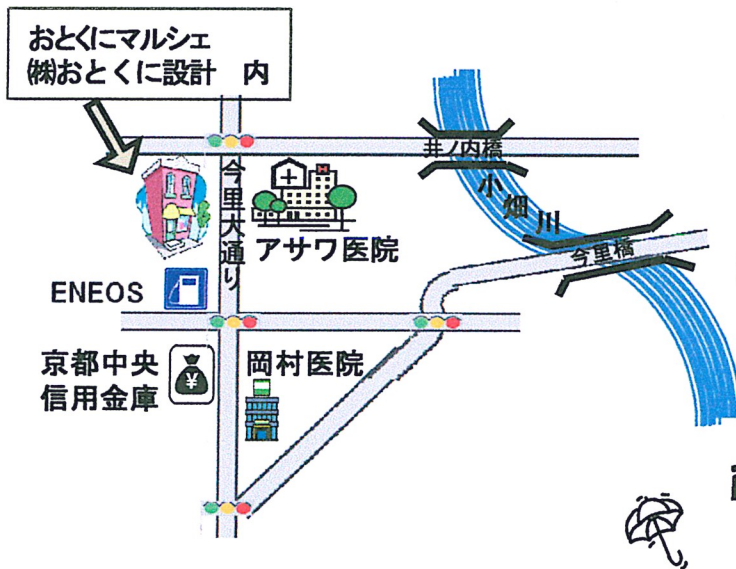 おとくにマルシェ
㈱おとくに設計 内
井ノ内橋
小畑川
今里大通り
アサワ医院
今里橋
ENEOS
京都中央
信用金庫
¥
岡村医院